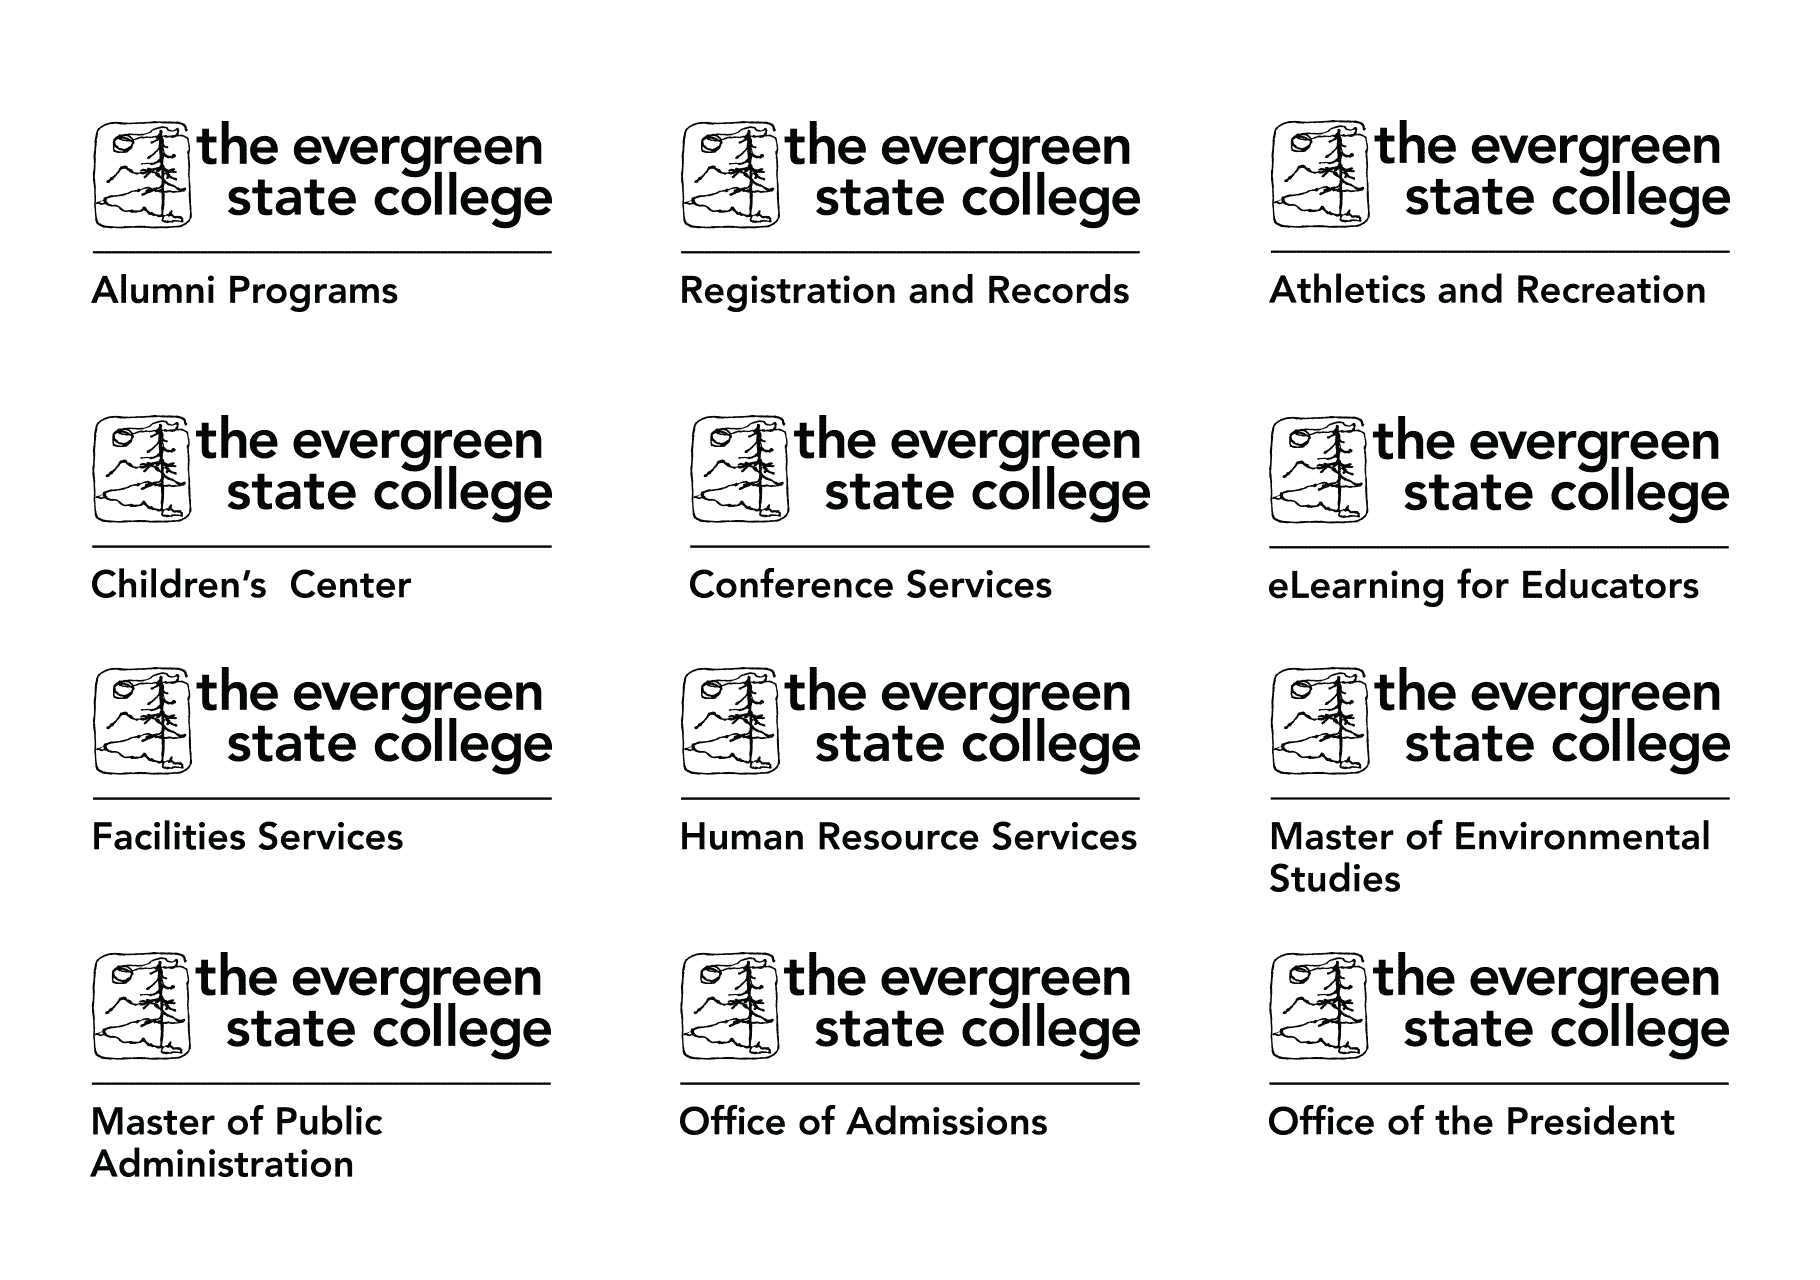 the evergreen
state college
Alumni Programs
the evergreen
state college
Registration and Records
the evergreen
state college
Athletics and Recreation
the evergreen
state college
Children’s  Center
the evergreen
state college
Conference Services
the evergreen
state college
eLearning for Educators
the evergreen
state college
Facilities Services
the evergreen
state college
Human Resource Services
the evergreen
state college
Master of Environmental
Studies
the evergreen
state college
Master of Public
Administration
the evergreen
state college
Office of Admissions
the evergreen
state college
Office of the President